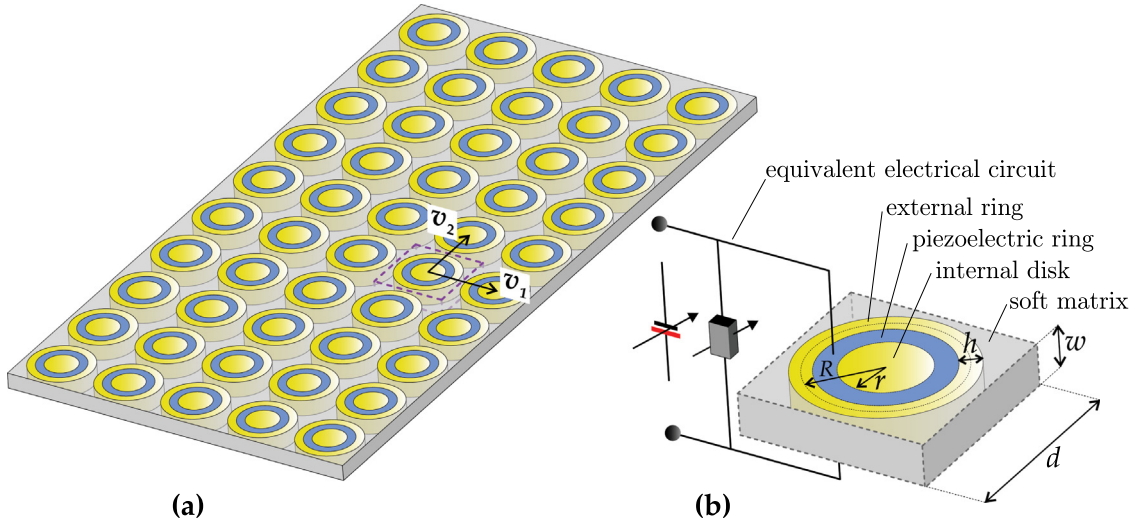 v₂
v₁
(a)
equivalent electrical circuit
external ring
piezoelectric ring
internal disk
soft matrix
R
r
h
w
d
(b)